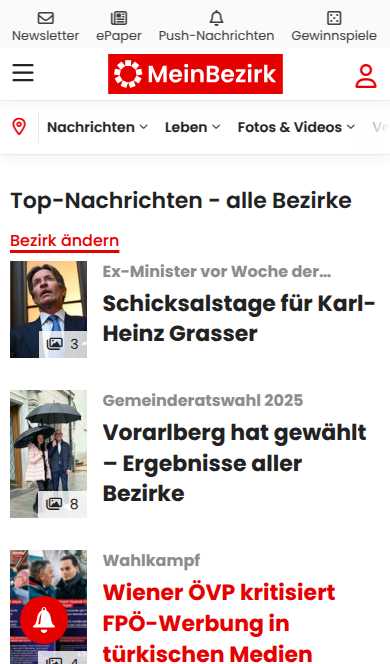 Newsletter ePaper Push-Nachrichten Gewinnspiele
MeinBezirk
Nachrichten Leben Fotos & Videos
Top-Nachrichten - alle Bezirke
Bezirk ändern
Ex-Minister vor Woche der...
Schicksalstage für Karl-
Heinz Grasser
3
Gemeinderatswahl 2025
Vorarlberg hat gewählt
– Ergebnisse aller
Bezirke
8
Wahlkampf
Wiener ÖVP kritisiert
FPÖ-Werbung in
türkischen Medien
4